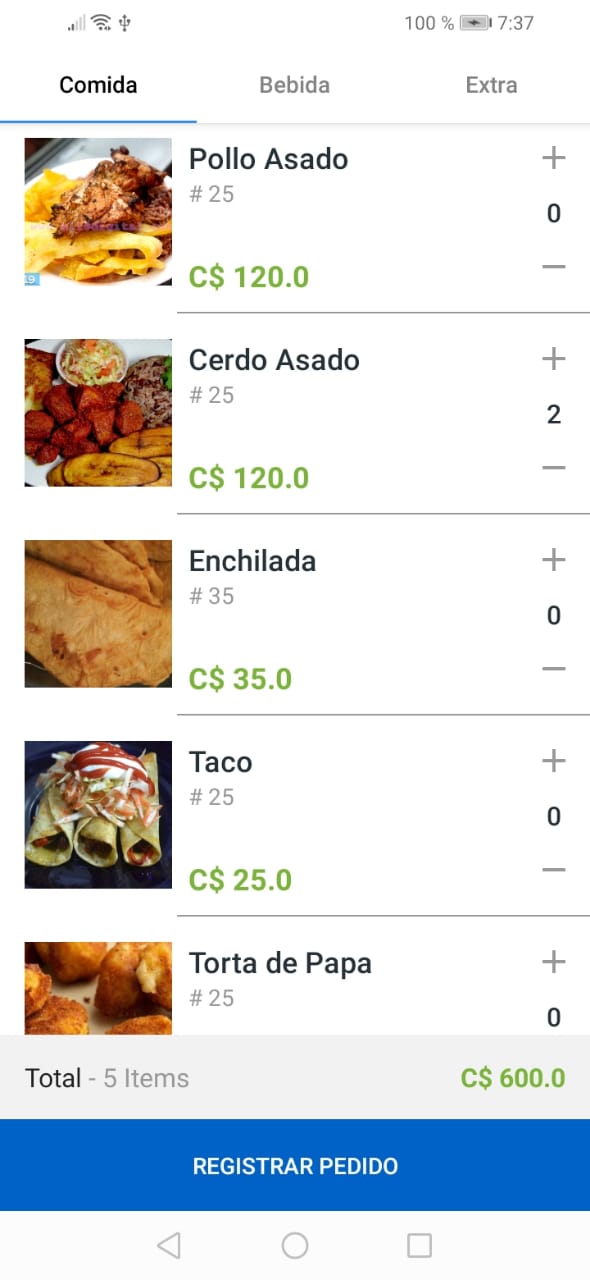 100 % 7:37
Comida Bebida Extra
Pollo Asado
# 25
0
C$ 120.0
Cerdo Asado
# 25
2
C$ 120.0
Enchilada
# 35
0
C$ 35.0
Taco
# 25
0
C$ 25.0
Torta de Papa
# 25
0
Total - 5 Items C$ 600.0
REGISTRAR PEDIDO